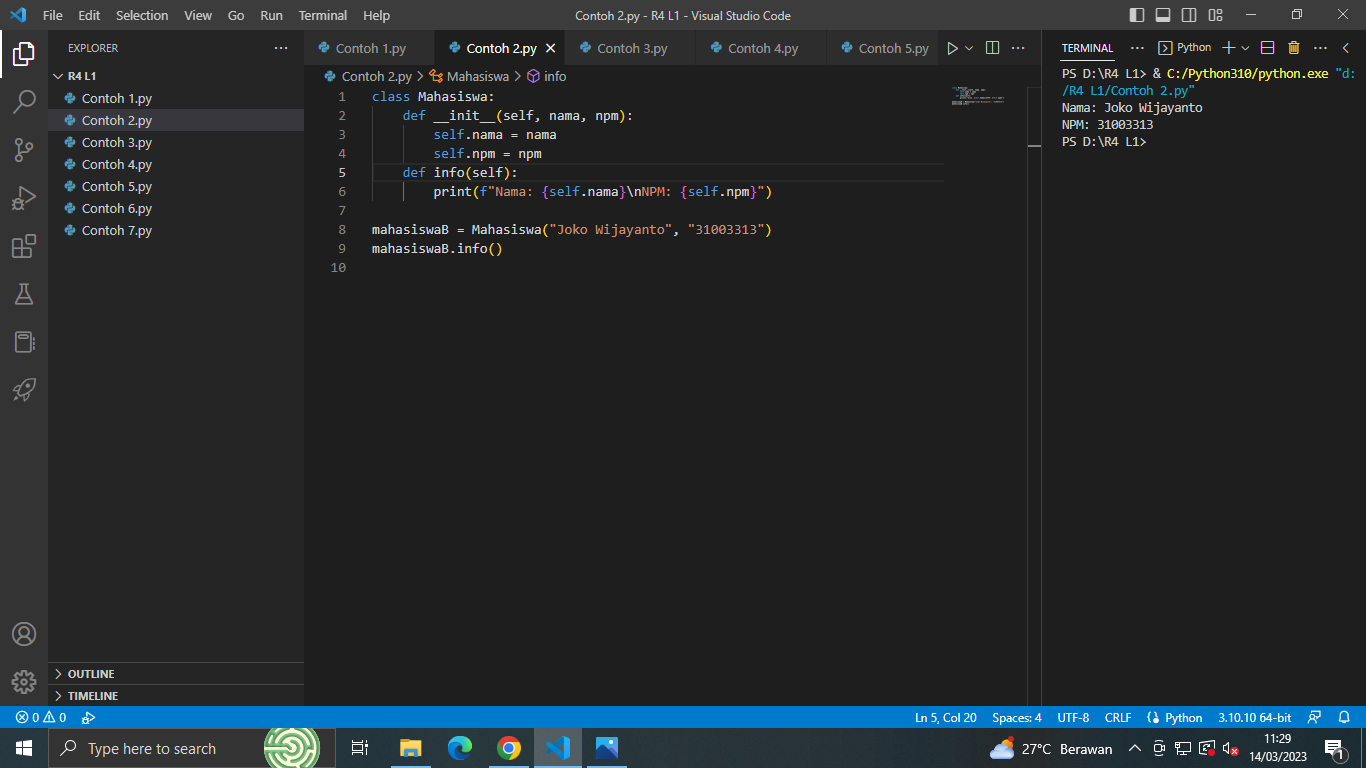 File Edit Selection View Go Run Terminal Help
Contoh 2.py - R4 L1 - Visual Studio Code
EXPLORER
R4 L1
Contoh 1.py
Contoh 2.py
Contoh 3.py
Contoh 4.py
Contoh 5.py
Contoh 6.py
Contoh 7.py
OUTLINE
TIMELINE
Contoh 1.py Contoh 2.py Contoh 3.py Contoh 4.py Contoh 5.py
Contoh 2.py > Mahasiswa > info
1 class Mahasiswa:
2 def __init__(self, nama, npm):
3 self.nama = nama
4 self.npm = npm
5 def info(self):
6 print(f"Nama: {self.nama}\nNPM: {self.npm}")
7
8 mahasiswaB = Mahasiswa("Joko Wijayanto", "31003313")
9 mahasiswaB.info()
10
TERMINAL Python
PS D:\R4 L1> & C:/Python310/python.exe "d:
/R4 L1/Contoh 2.py"
Nama: Joko Wijayanto
NPM: 31003313
PS D:\R4 L1>
0 0 Ln 5, Col 20 Spaces: 4 UTF-8 CRLF Python 3.10.10 64-bit
Type here to search
27°C Berawan
11:29
14/03/2023
1